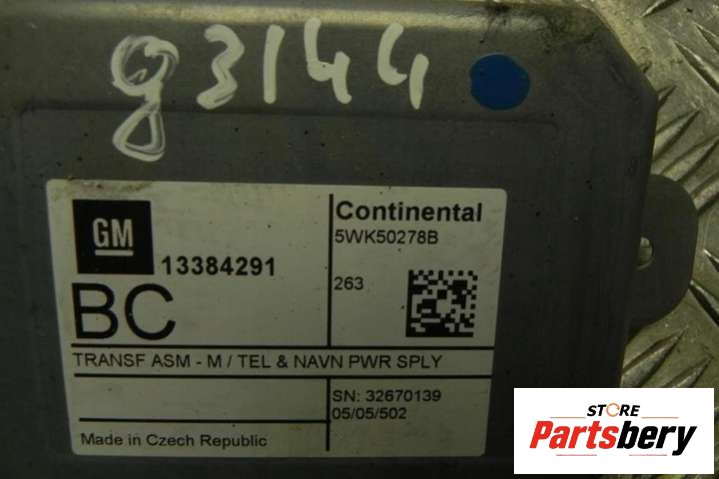 g3144
GM
13384291
BC
Continental
5WK50278B
263
TRANSF ASM - M / TEL & NAVN PWR SPLY
SN: 32670139
05/05/502
Made in Czech Republic
STORE
Partsbery